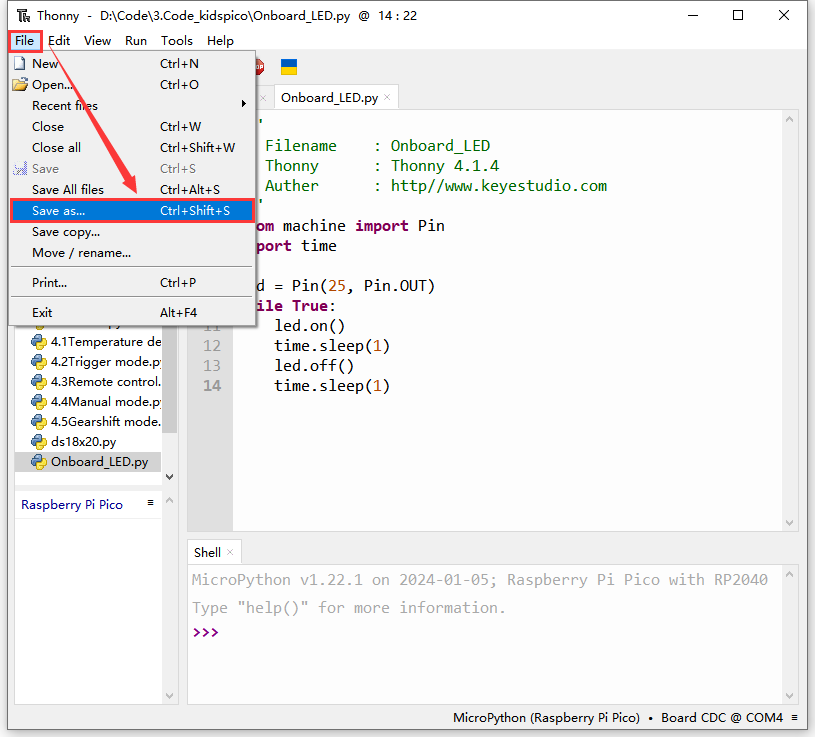 Thonny - D:\Code\3.Code_kidspico\Onboard_LED.py @ 14 : 22
File Edit View Run Tools Help
New Ctrl+N
Open... Ctrl+O
Recent files
Close Ctrl+W
Close all Ctrl+Shift+W
Save Ctrl+S
Save All files Ctrl+Alt+S
Save as... Ctrl+Shift+S
Save copy...
Move / rename...
Print... Ctrl+P
Exit Alt+F4
Onboard_LED.py ×
'
Filename : Onboard_LED
Thonny : Thonny 4.1.4
Auther : http//www.keyestudio.com
'
om machine import Pin
port time
d = Pin(25, Pin.OUT)
ile True:
11 led.on()
12 time.sleep(1)
13 led.off()
14 time.sleep(1)
4.1Temperature de
4.2Trigger mode.py
4.3Remote control.
4.4Manual mode.py
4.5Gearshift mode.
ds18x20.py
Onboard_LED.py
Raspberry Pi Pico ≡
Shell ×
MicroPython v1.22.1 on 2024-01-05; Raspberry Pi Pico with RP2040
Type "help()" for more information.
>>>
MicroPython (Raspberry Pi Pico) • Board CDC @ COM4 ≡